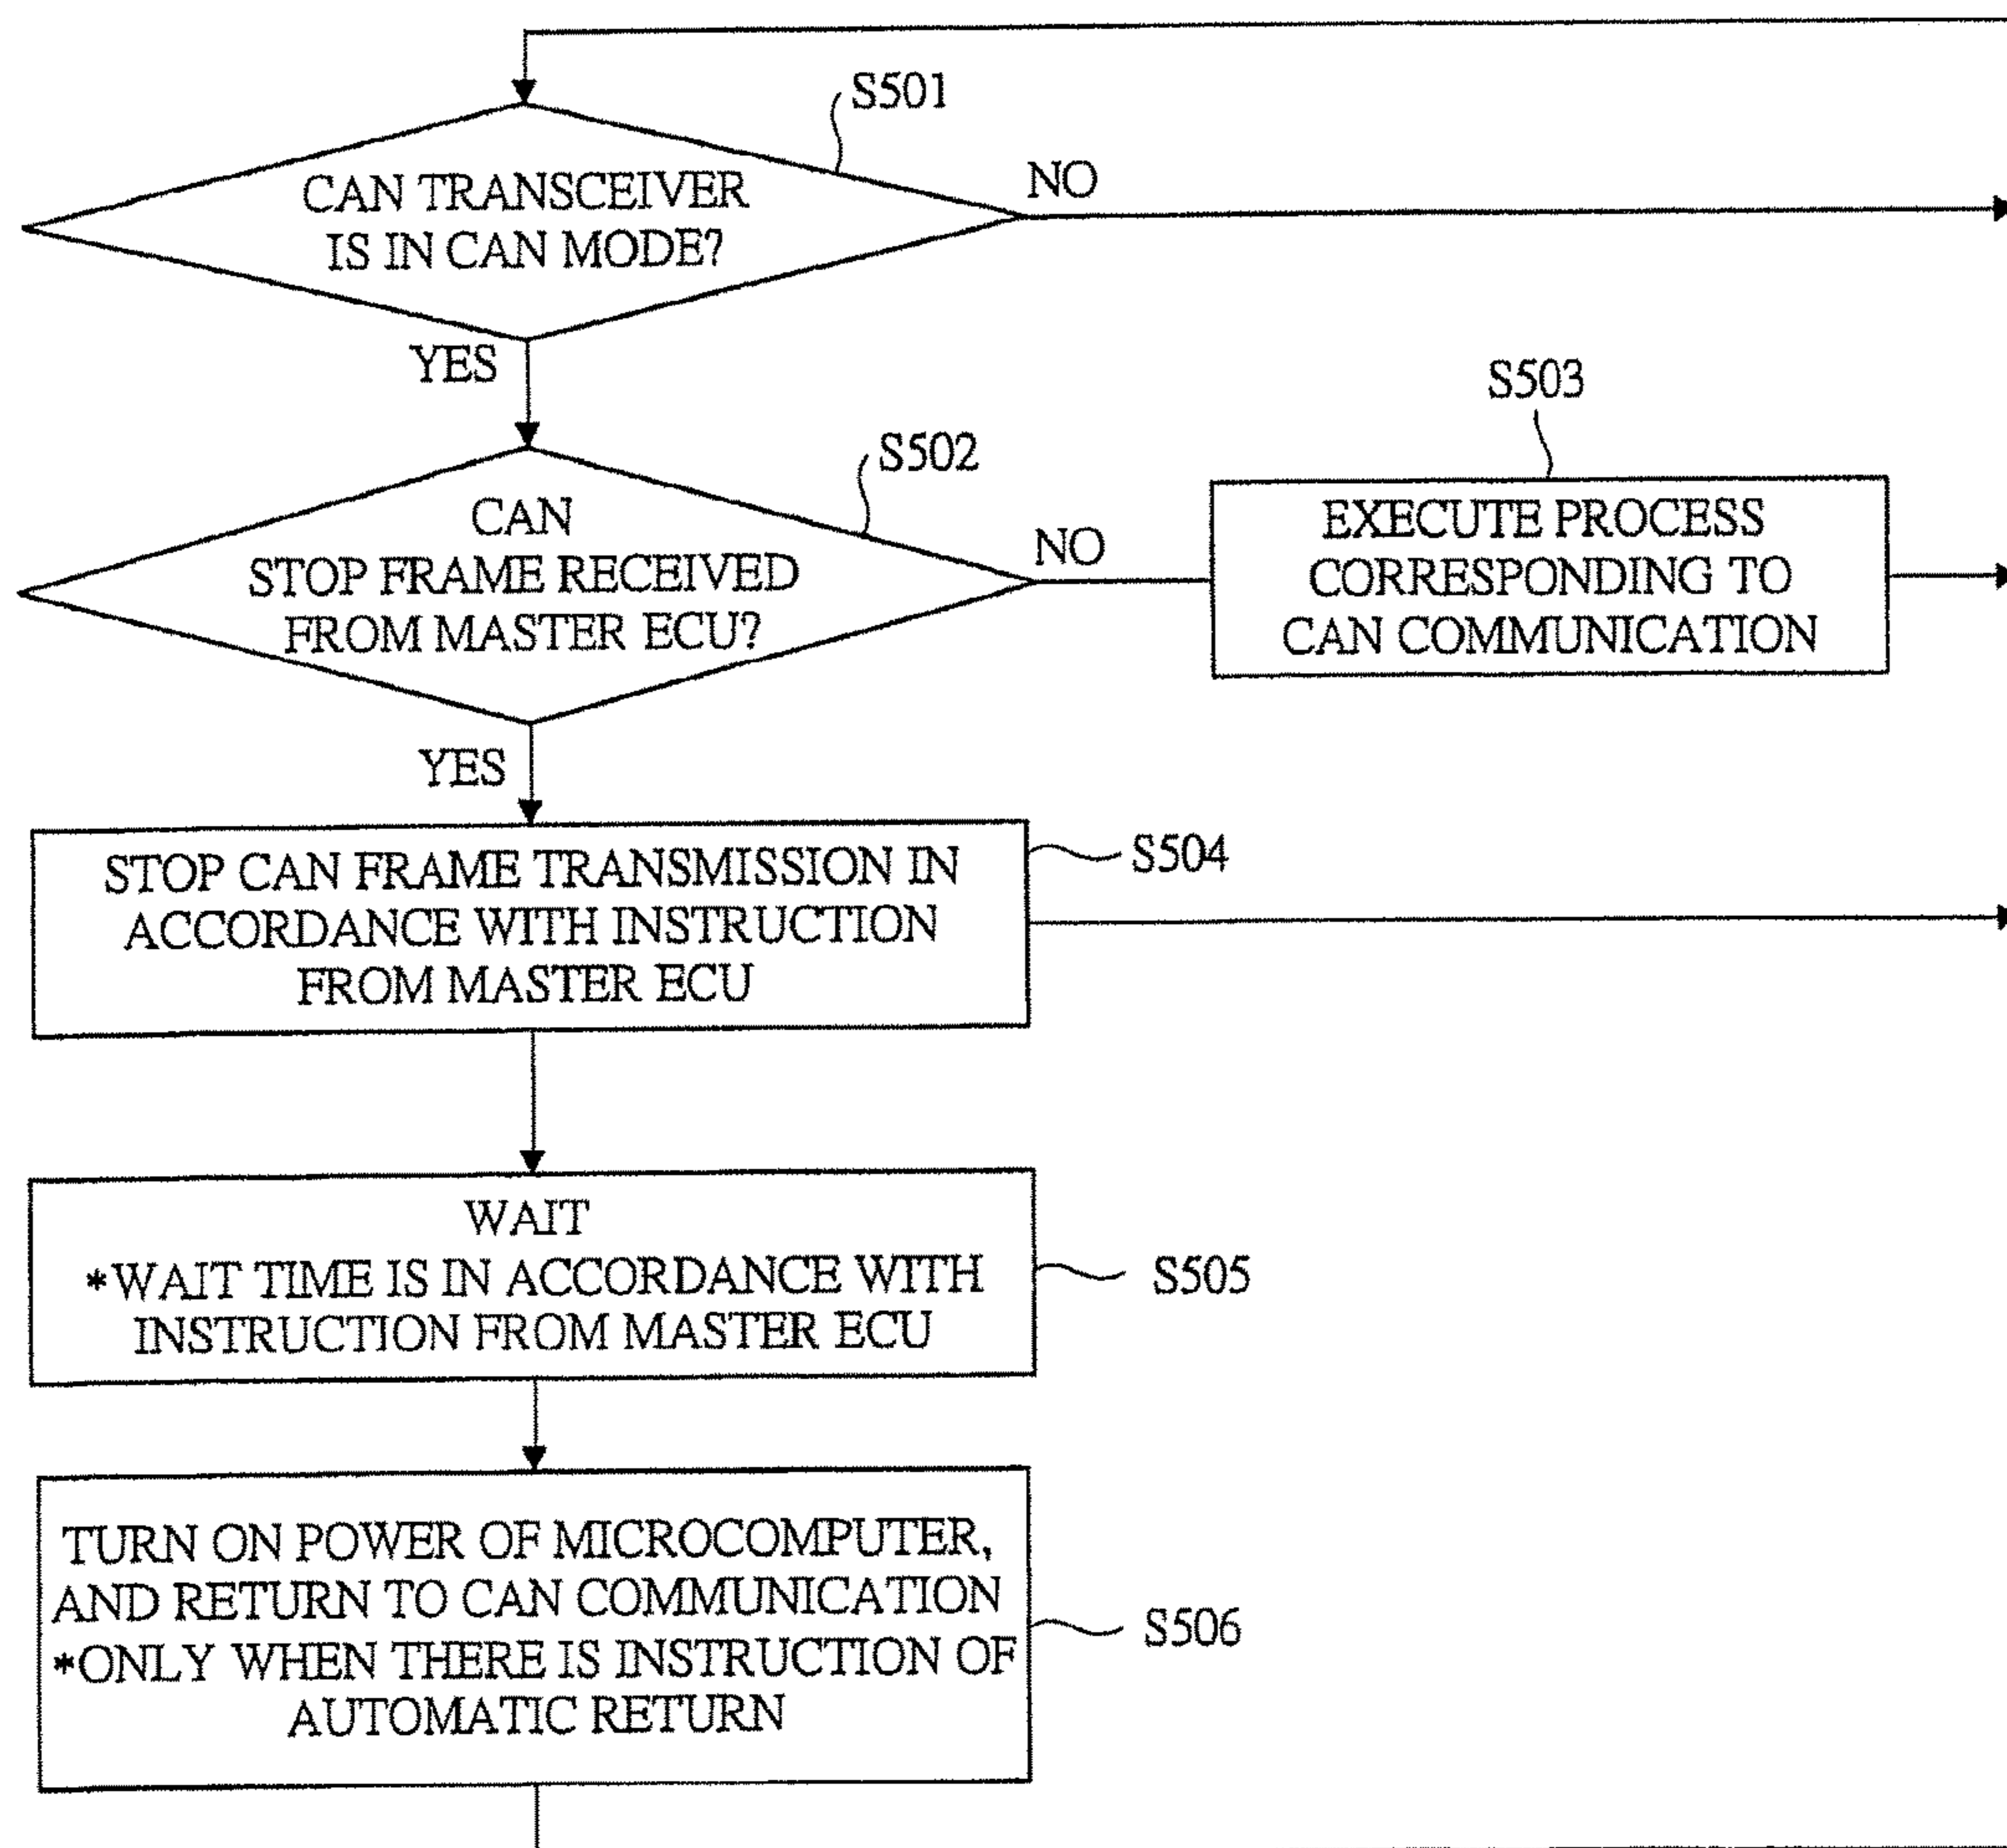 S501
CAN TRANSCEIVER
IS IN CAN MODE?
NO
YES
S502
CAN
STOP FRAME RECEIVED
FROM MASTER ECU?
NO
S503
EXECUTE PROCESS
CORRESPONDING TO
CAN COMMUNICATION
YES
STOP CAN FRAME TRANSMISSION IN
ACCORDANCE WITH INSTRUCTION
FROM MASTER ECU
S504
WAIT
*WAIT TIME IS IN ACCORDANCE WITH
INSTRUCTION FROM MASTER ECU
S505
TURN ON POWER OF MICROCOMPUTER,
AND RETURN TO CAN COMMUNICATION
*ONLY WHEN THERE IS INSTRUCTION OF
AUTOMATIC RETURN
S506